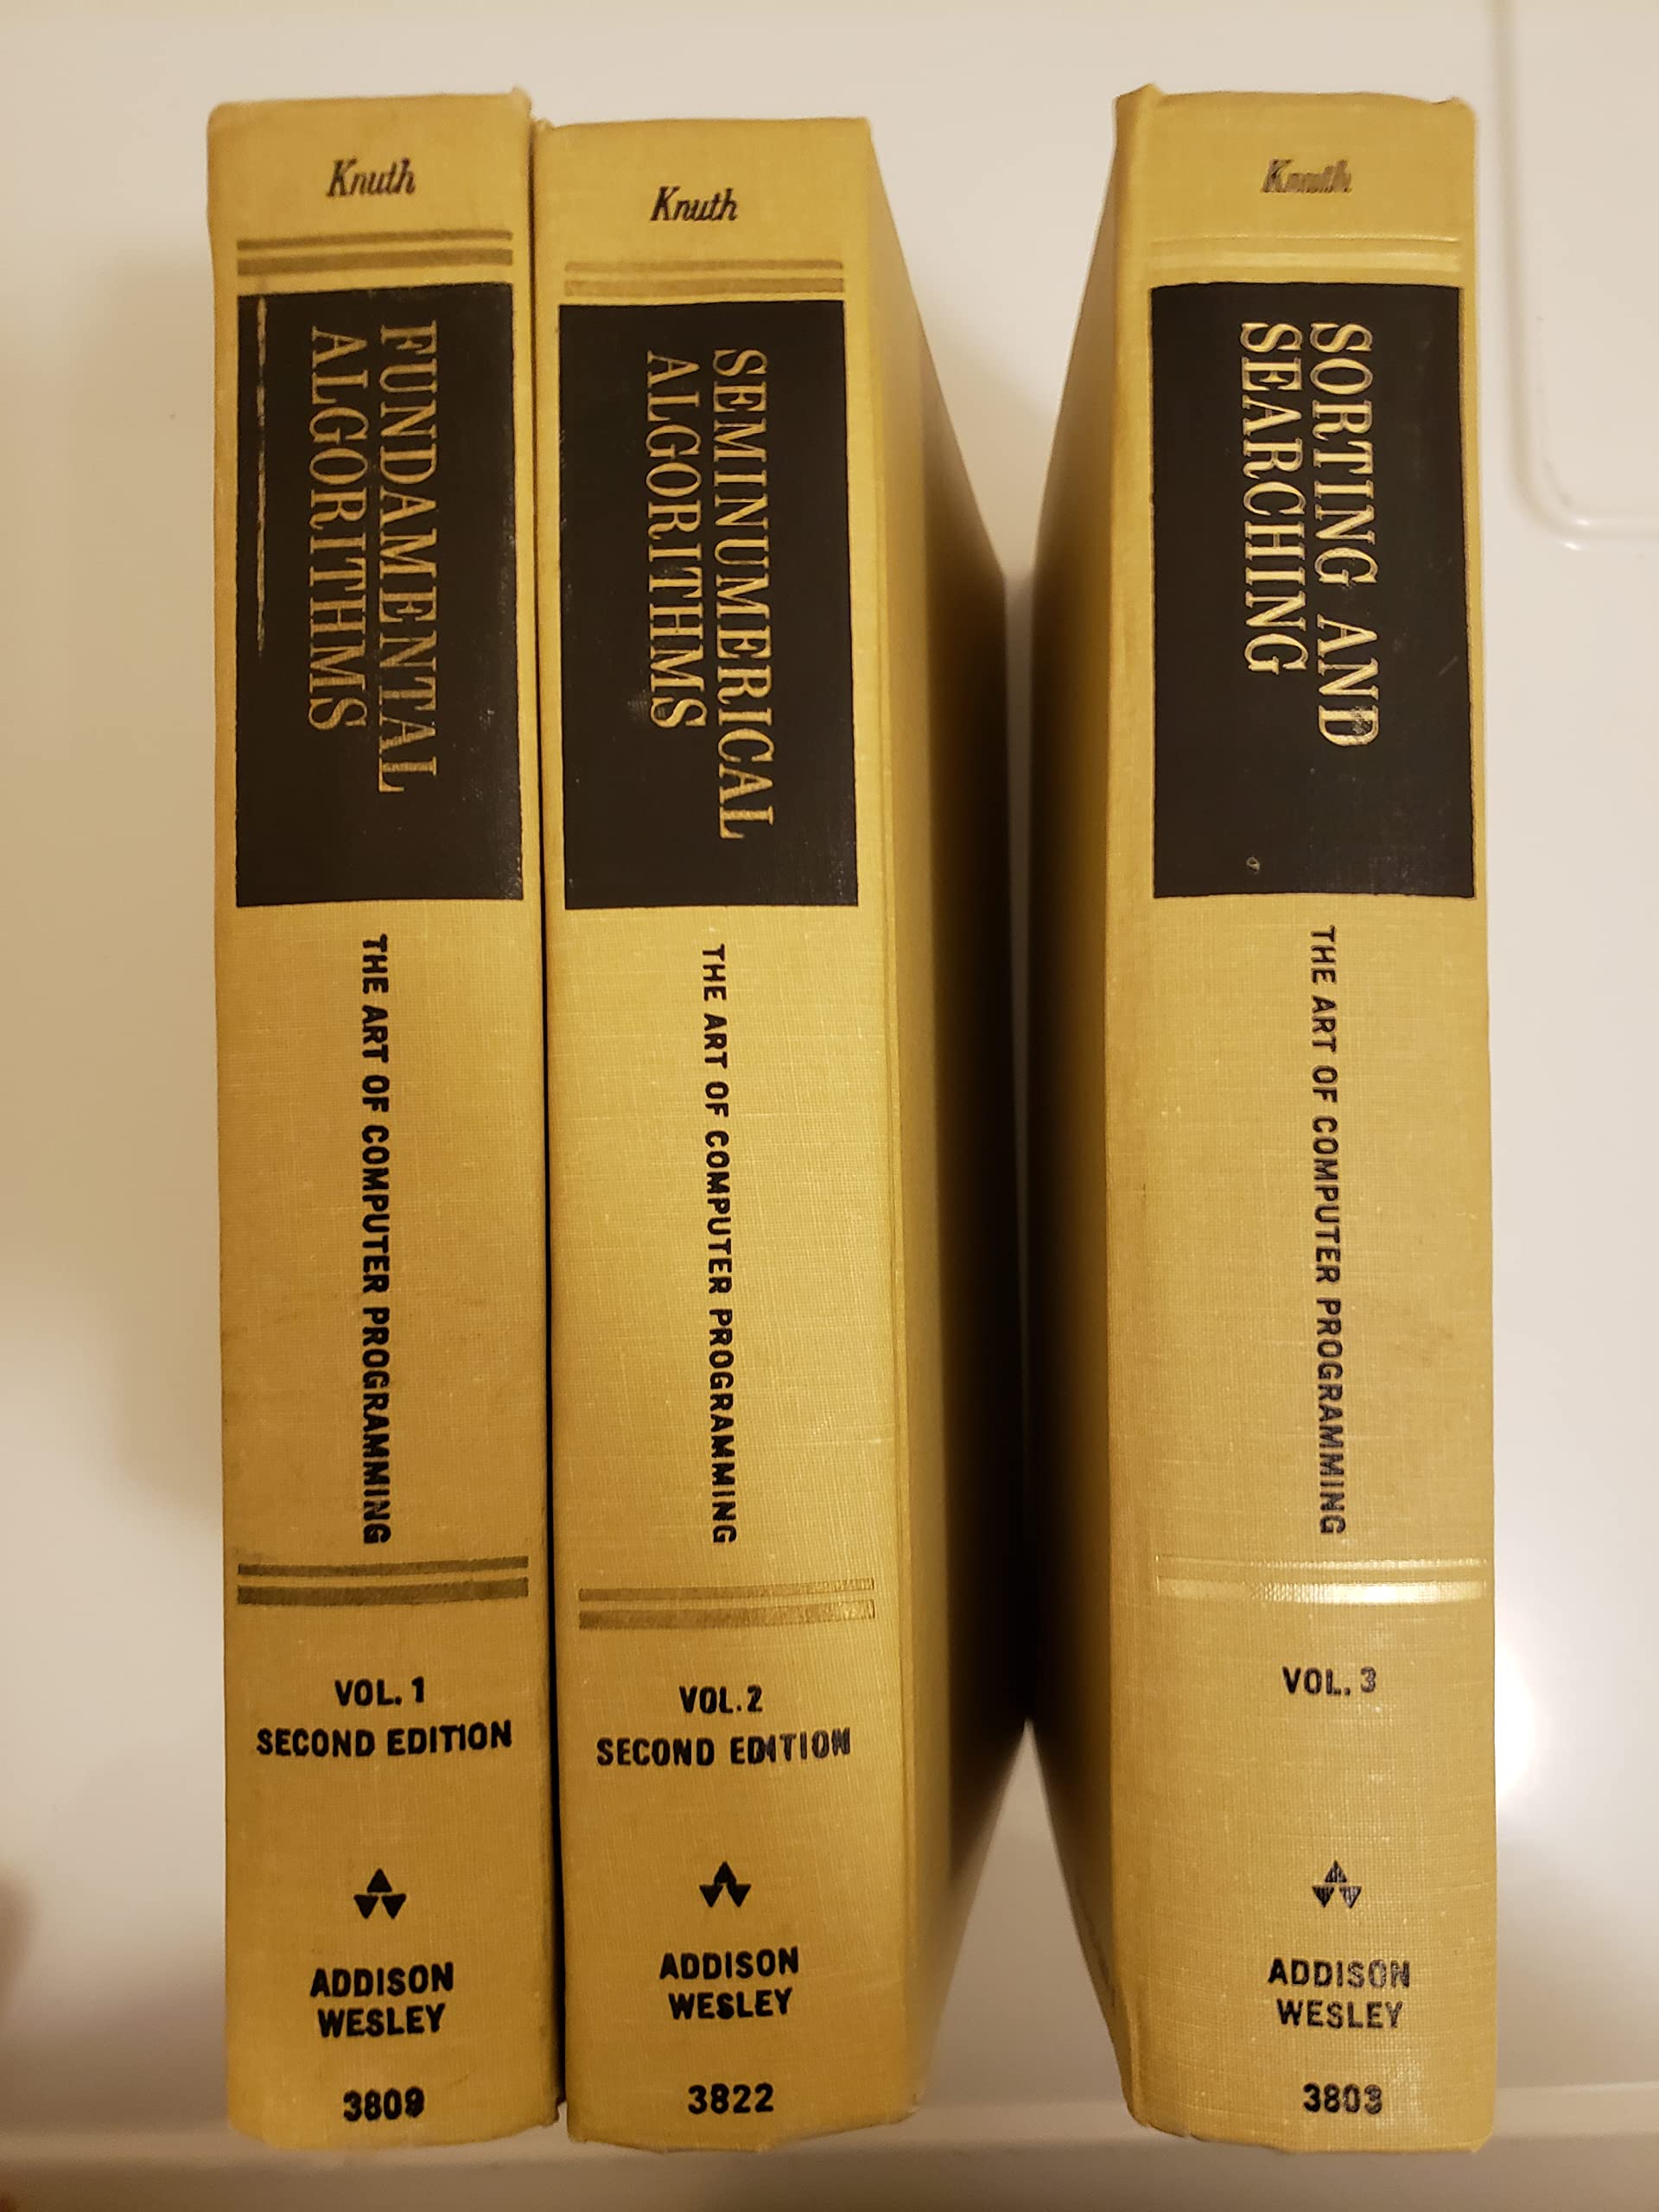 Knuth
FUNDAMENTAL
ALGORITHMS
THE ART OF COMPUTER PROGRAMMING
VOL. 1
SECOND EDITION
ADDISON
WESLEY
3809
Knuth
SEMINUMERICAL
ALGORITHMS
THE ART OF COMPUTER PROGRAMMING
VOL. 2
SECOND EDITION
ADDISON
WESLEY
3822
Knuth
SORTING AND
SEARCHING
THE ART OF COMPUTER PROGRAMMING
VOL. 3
ADDISON
WESLEY
3803